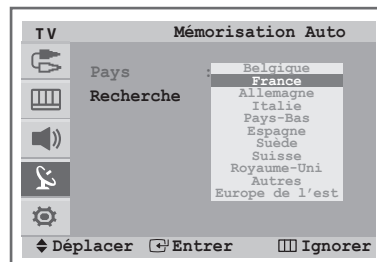 TV Mémorisation Auto
Pays : Belgique
France
Recherche Allemagne
Italie
Pays-Bas
Espagne
Suède
Suisse
Royaume-Uni
Autres
Europe de l'est
Déplacer Entrer Ignorer